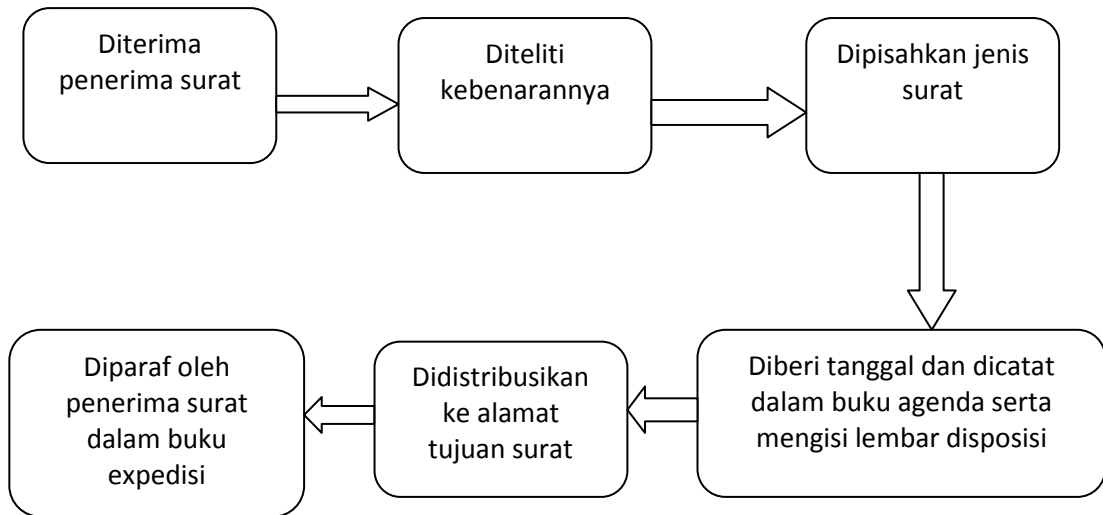 Diterima
penerima surat
Diteliti
kebenarannya
Dipisahkan jenis
surat
Diberi tanggal dan dicatat
dalam buku agenda serta
mengisi lembar disposisi
Didistribusikan
ke alamat
tujuan surat
Diparaf oleh
penerima surat
dalam buku
expedisi